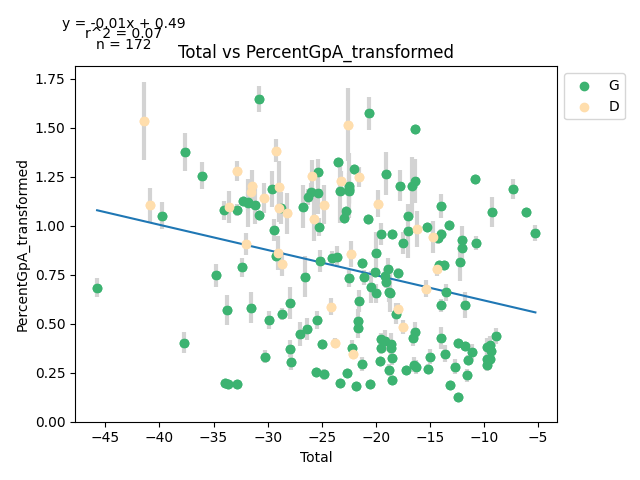 y = -0.01x + 0.49
r^2 = 0.07
n = 172
Total vs PercentGpA_transformed
G
D
PercentGpA_transformed
1.75
1.50
1.25
1.00
0.75
0.50
0.25
0.00
−45 −40 −35 −30 −25 −20 −15 −10 −5
Total